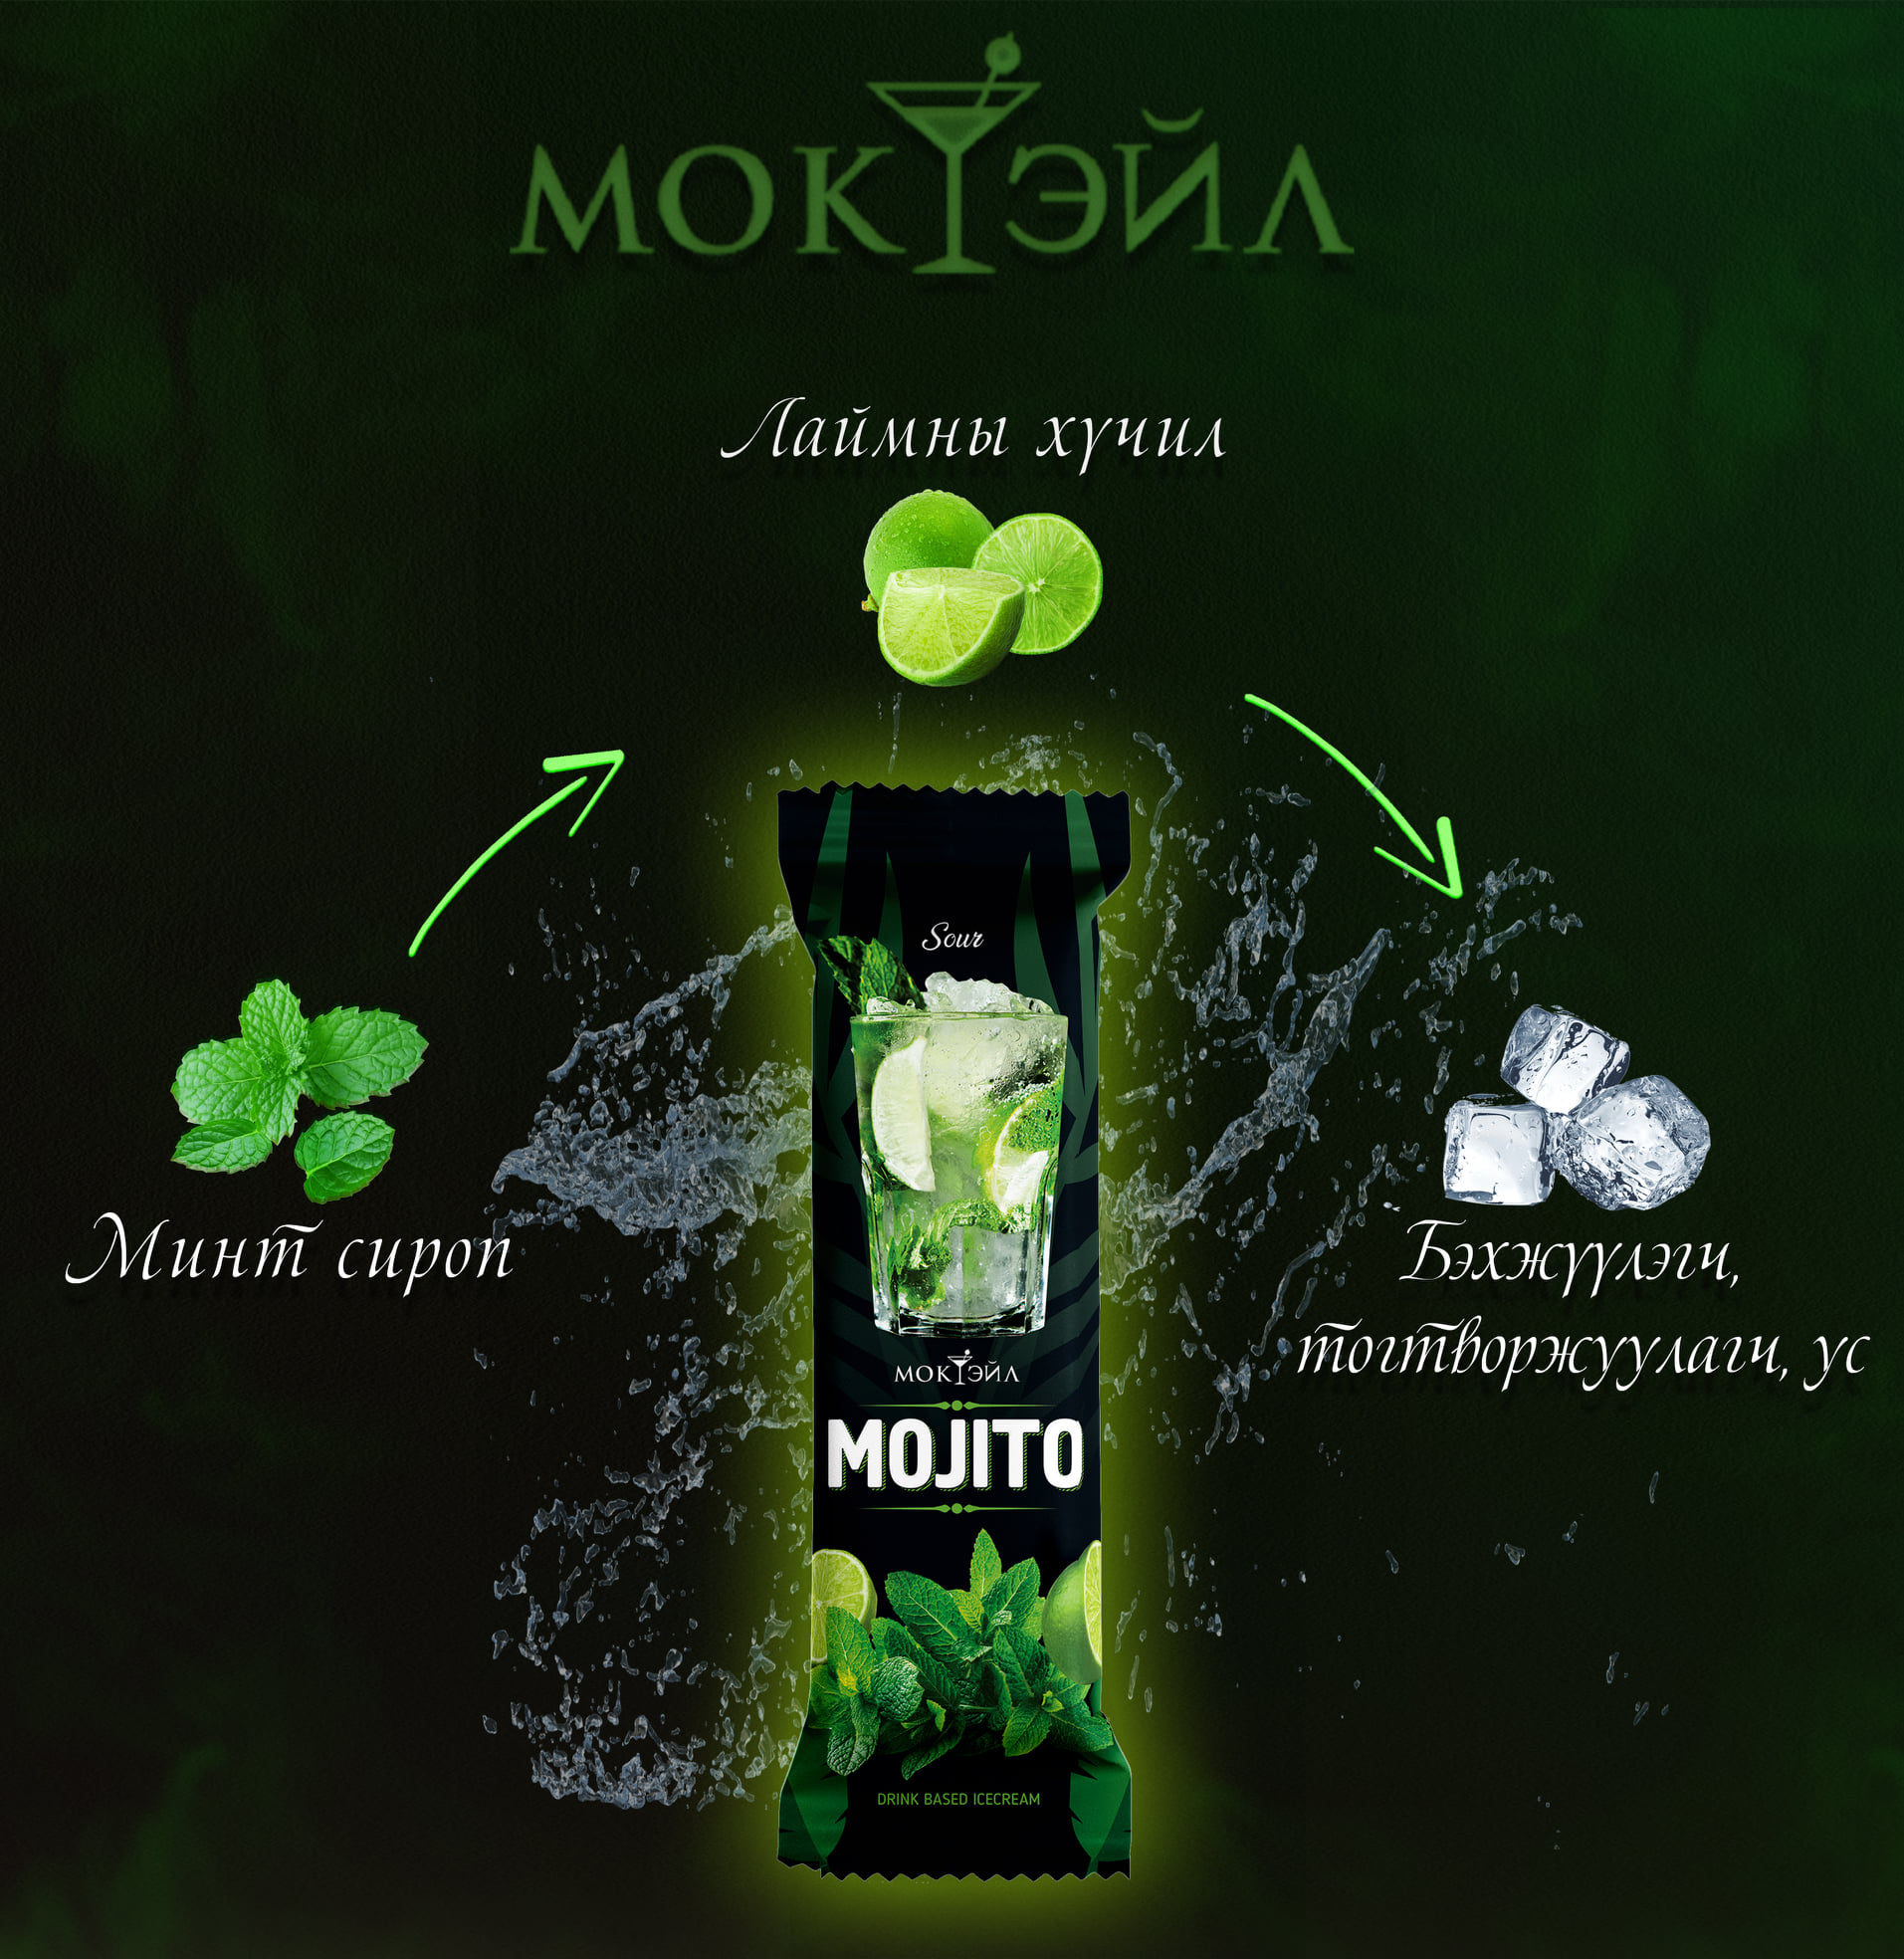 МОКТЭЙЛ
Лаймны хүчил
Sour
Минт сироп
Бэхжүүлэгч,
тогтворжуулагч, ус
МОКТЭЙЛ
MOJITO
DRINK BASED ICECREAM